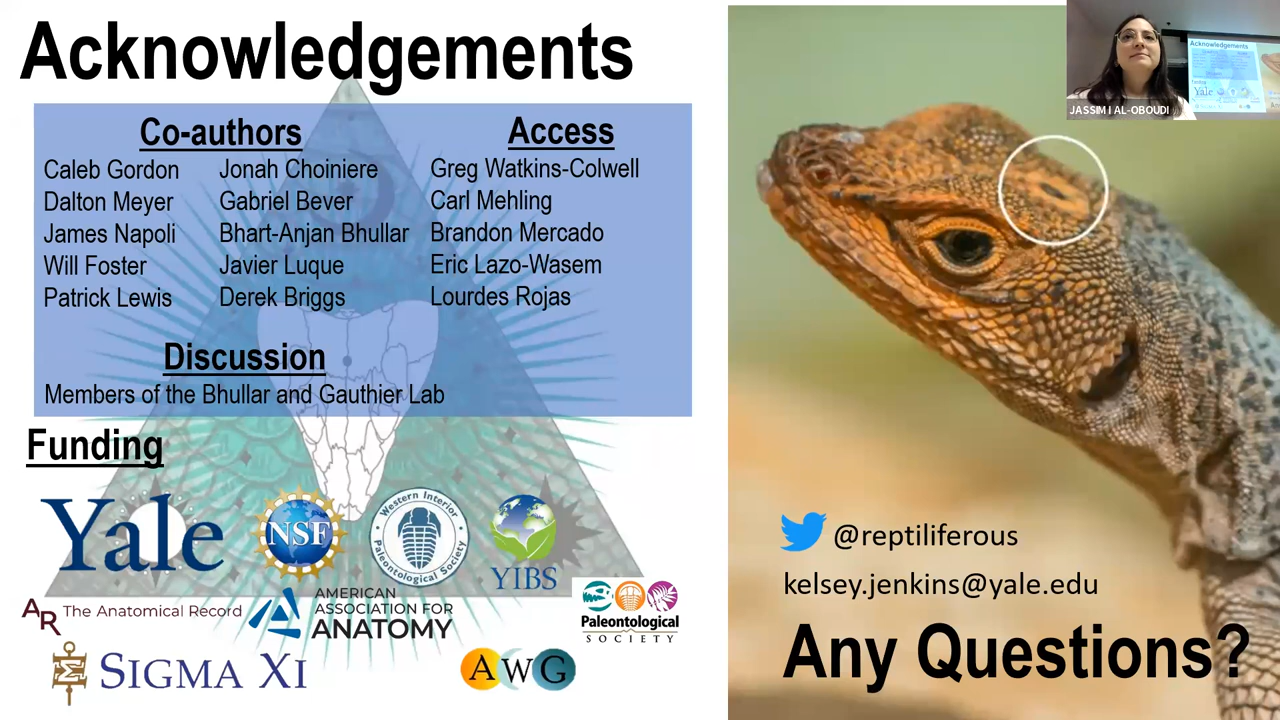 Acknowledgements
Co-authors
Caleb Gordon
Dalton Meyer
James Napoli
Will Foster
Patrick Lewis
Jonah Choiniere
Gabriel Bever
Bhart-Anjan Bhullar
Javier Luque
Derek Briggs
Access
Greg Watkins-Colwell
Carl Mehling
Brandon Mercado
Eric Lazo-Wasem
Lourdes Rojas
Discussion
Members of the Bhullar and Gauthier Lab
Funding
Yale
NSF
Western Interior
Paleontological Society
YIBS
AR The Anatomical Record
AMERICAN
ASSOCIATION FOR
ANATOMY
Paleontological
SOCIETY
SIGMA XI
AWG
JASSIM I AL-OBOUDI
Acknowledgements
Yale
@reptiliferous
kelsey.jenkins@yale.edu
Any Questions?